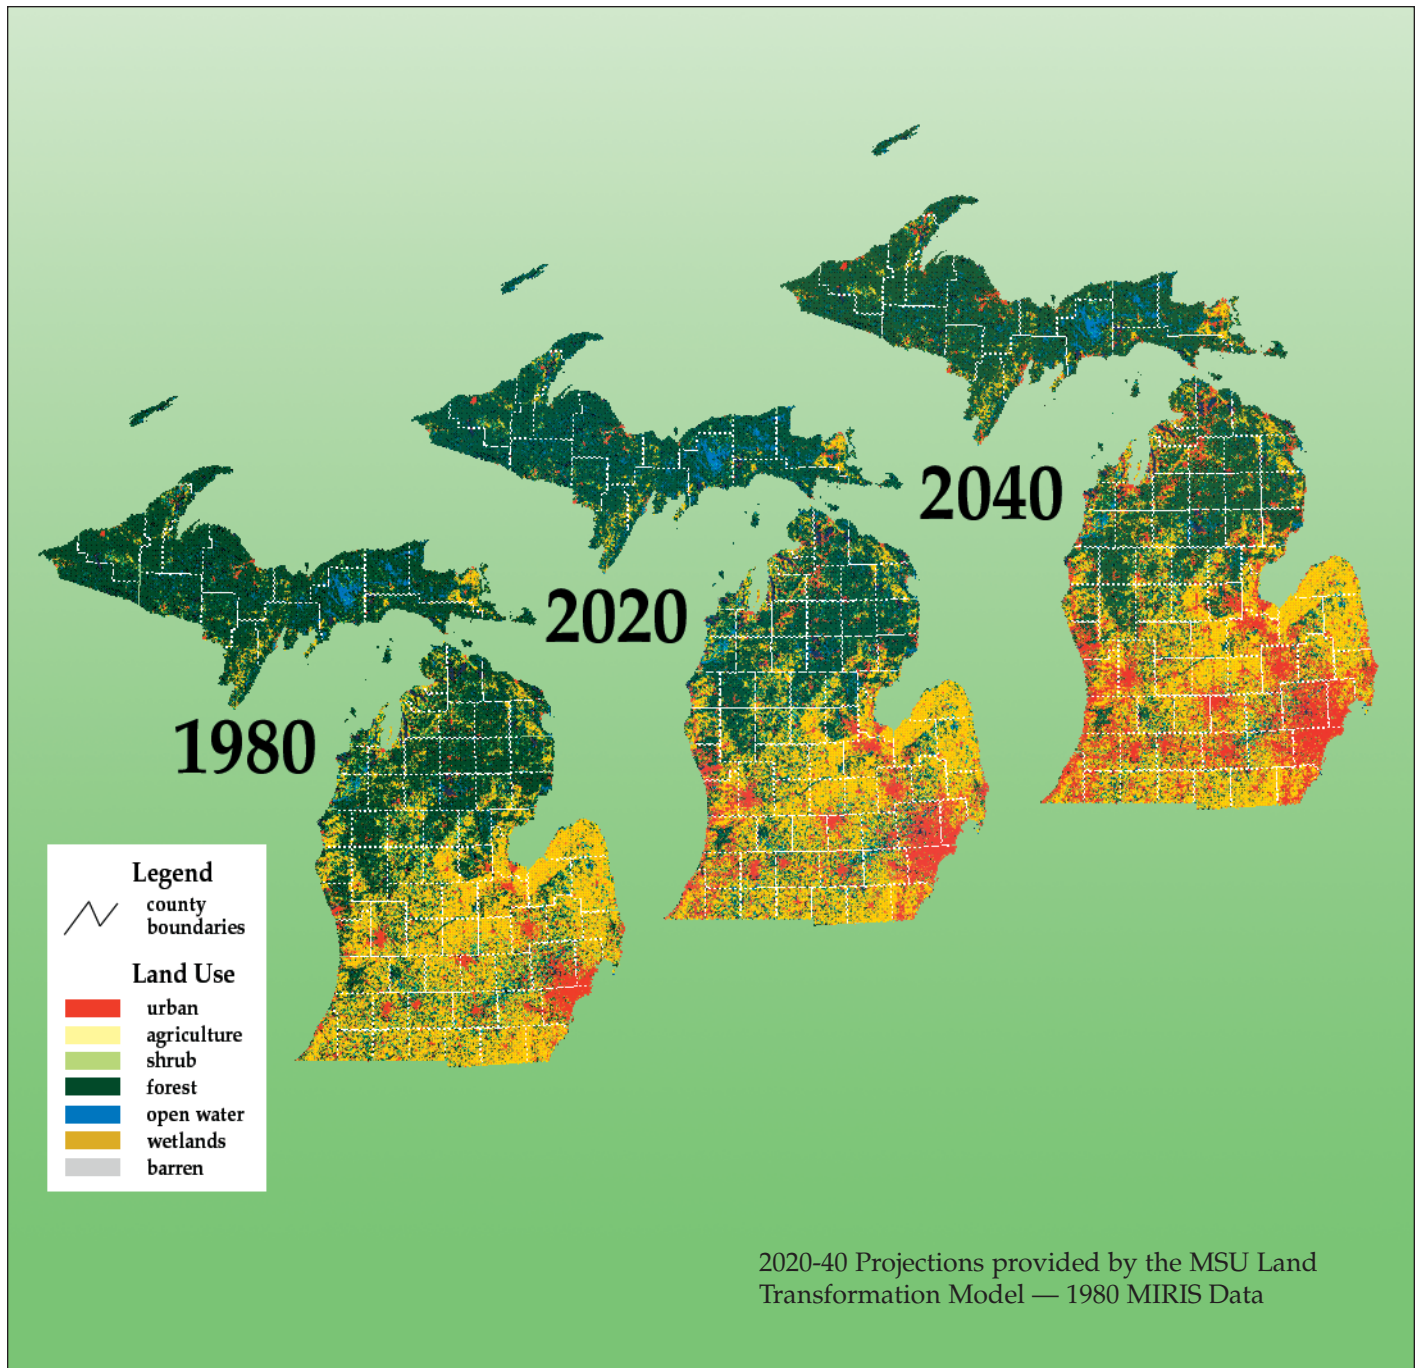 2040
2020
1980
Legend
county
boundaries
Land Use
urban
agriculture
shrub
forest
open water
wetlands
barren
2020-40 Projections provided by the MSU Land
Transformation Model — 1980 MIRIS Data